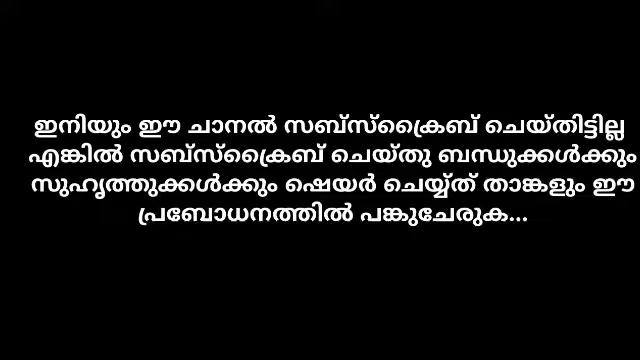 ഇനിയും ഈ ചാനൽ സബ്സ്ക്രൈബ് ചെയ്തിട്ടില്ല
എങ്കിൽ സബ്സ്ക്രൈബ് ചെയ്തു ബന്ധുക്കൾക്കും
സുഹൃത്തുക്കൾക്കും ഷെയർ ചെയ്യ്ത് താങ്കളും ഈ
പ്രബോധനത്തിൽ പങ്കുചേരുക...